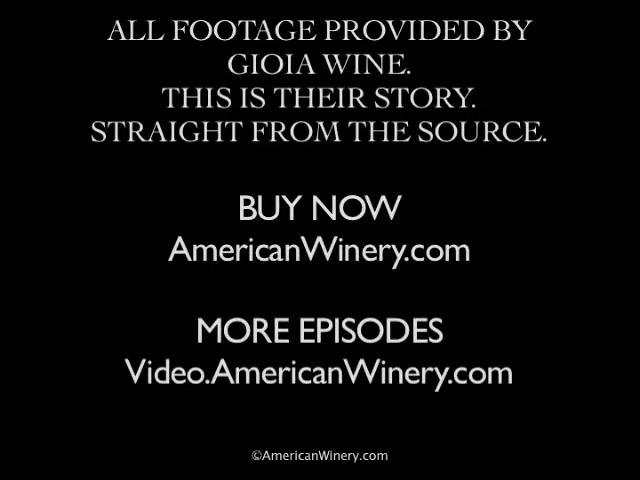 ALL FOOTAGE PROVIDED BY
GIOIA WINE.
THIS IS THEIR STORY.
STRAIGHT FROM THE SOURCE.
BUY NOW
AmericanWinery.com
MORE EPISODES
Video.AmericanWinery.com
©AmericanWinery.com